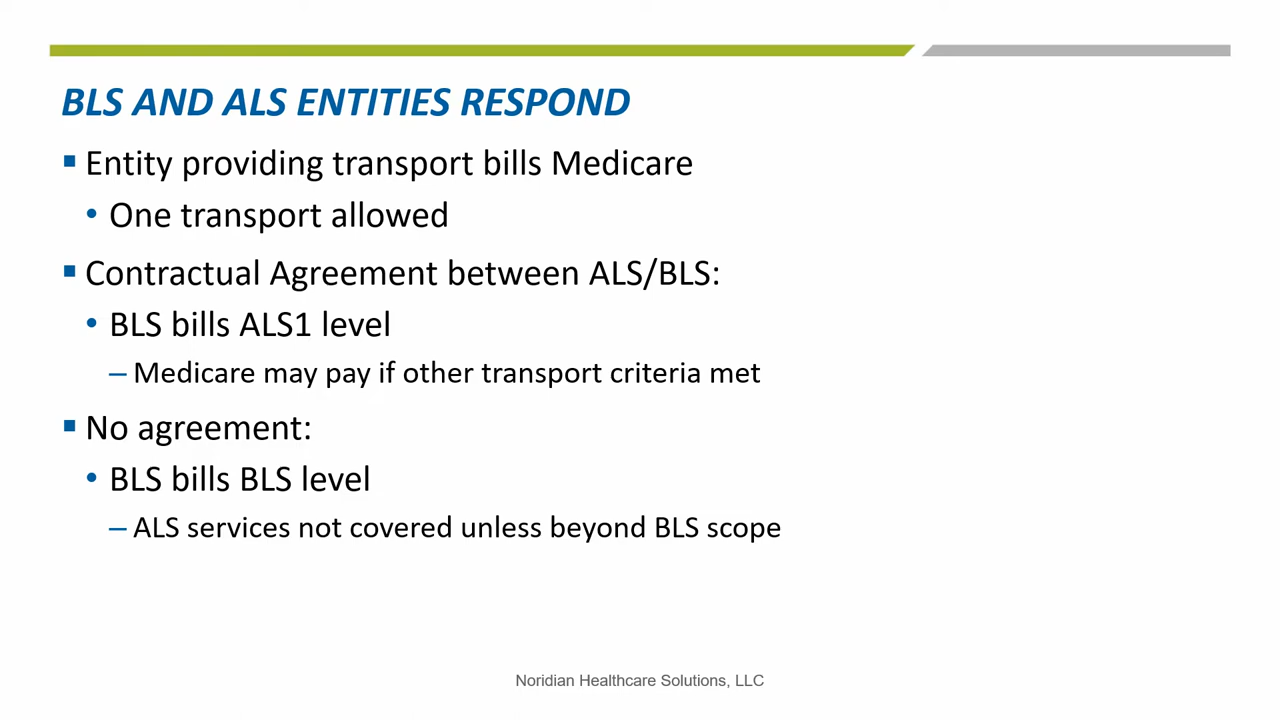 BLS AND ALS ENTITIES RESPOND
Entity providing transport bills Medicare
One transport allowed
Contractual Agreement between ALS/BLS:
BLS bills ALS1 level
– Medicare may pay if other transport criteria met
No agreement:
BLS bills BLS level
– ALS services not covered unless beyond BLS scope
Noridian Healthcare Solutions, LLC